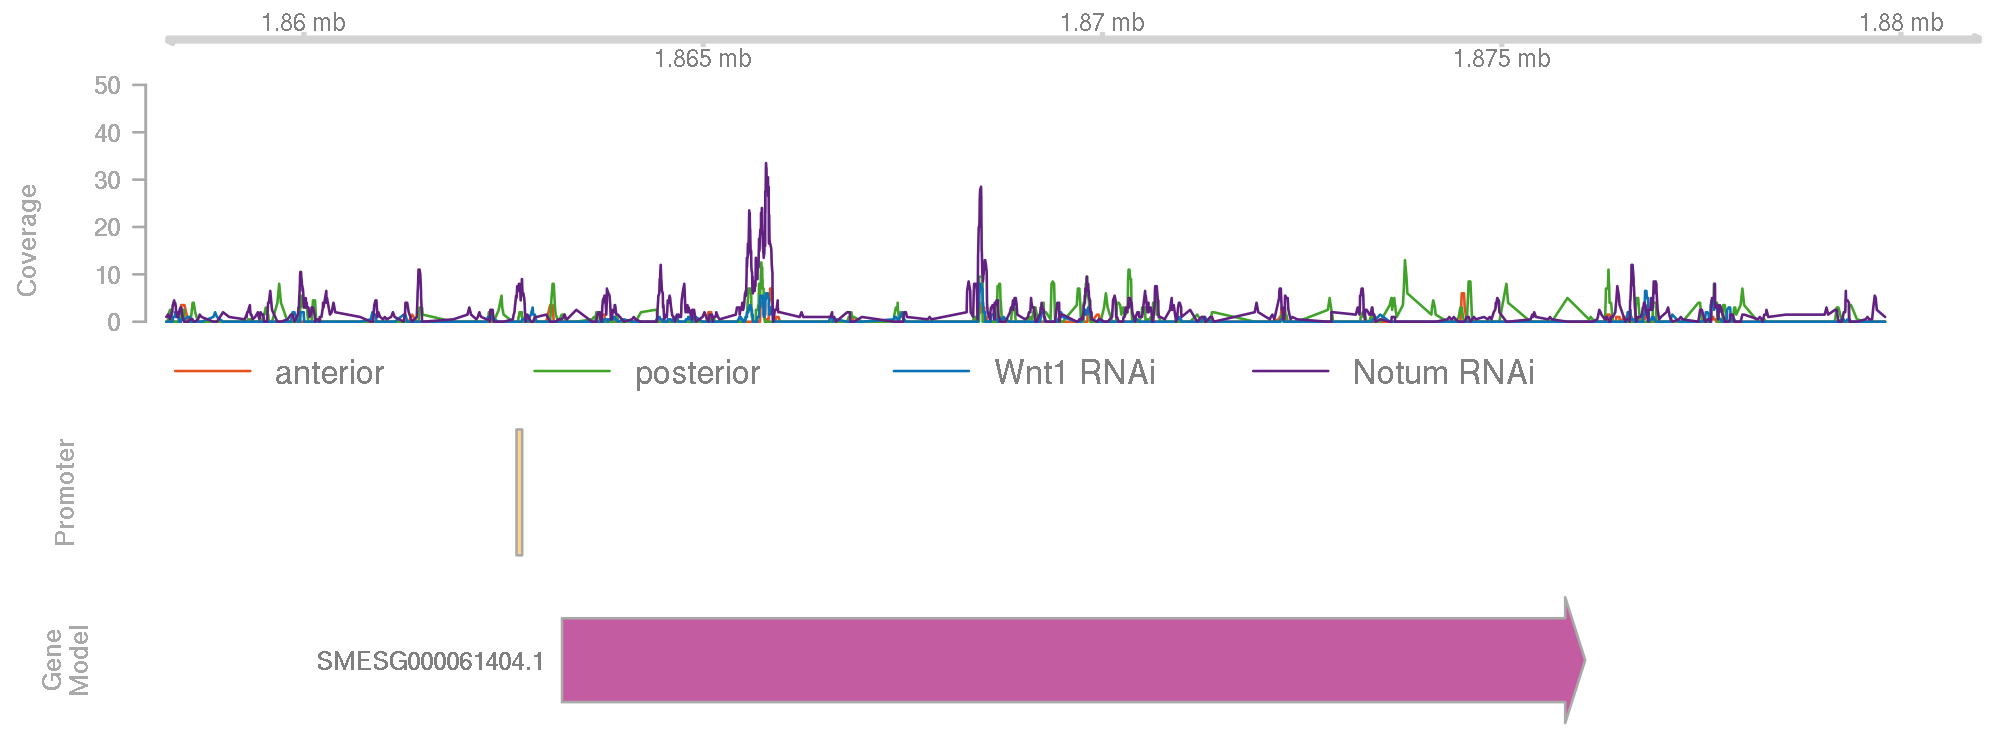 1.86 mb
1.87 mb
1.88 mb
1.865 mb
1.875 mb
50
40
30
20
10
0
Coverage
anterior
posterior
Wnt1 RNAi
Notum RNAi
Promoter
Gene
Model
SMESG000061404.1